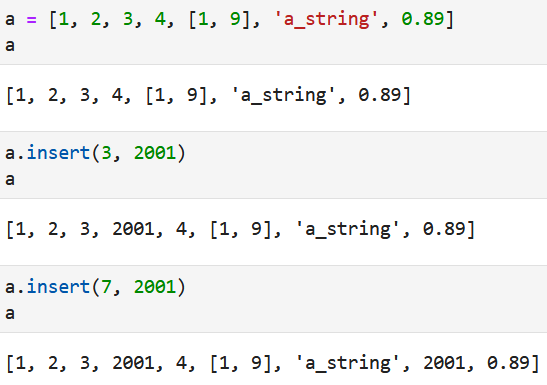 a = [1, 2, 3, 4, [1, 9], 'a_string', 0.89]
a
[1, 2, 3, 4, [1, 9], 'a_string', 0.89]
a.insert(3, 2001)
a
[1, 2, 3, 2001, 4, [1, 9], 'a_string', 0.89]
a.insert(7, 2001)
a
[1, 2, 3, 2001, 4, [1, 9], 'a_string', 2001, 0.89]